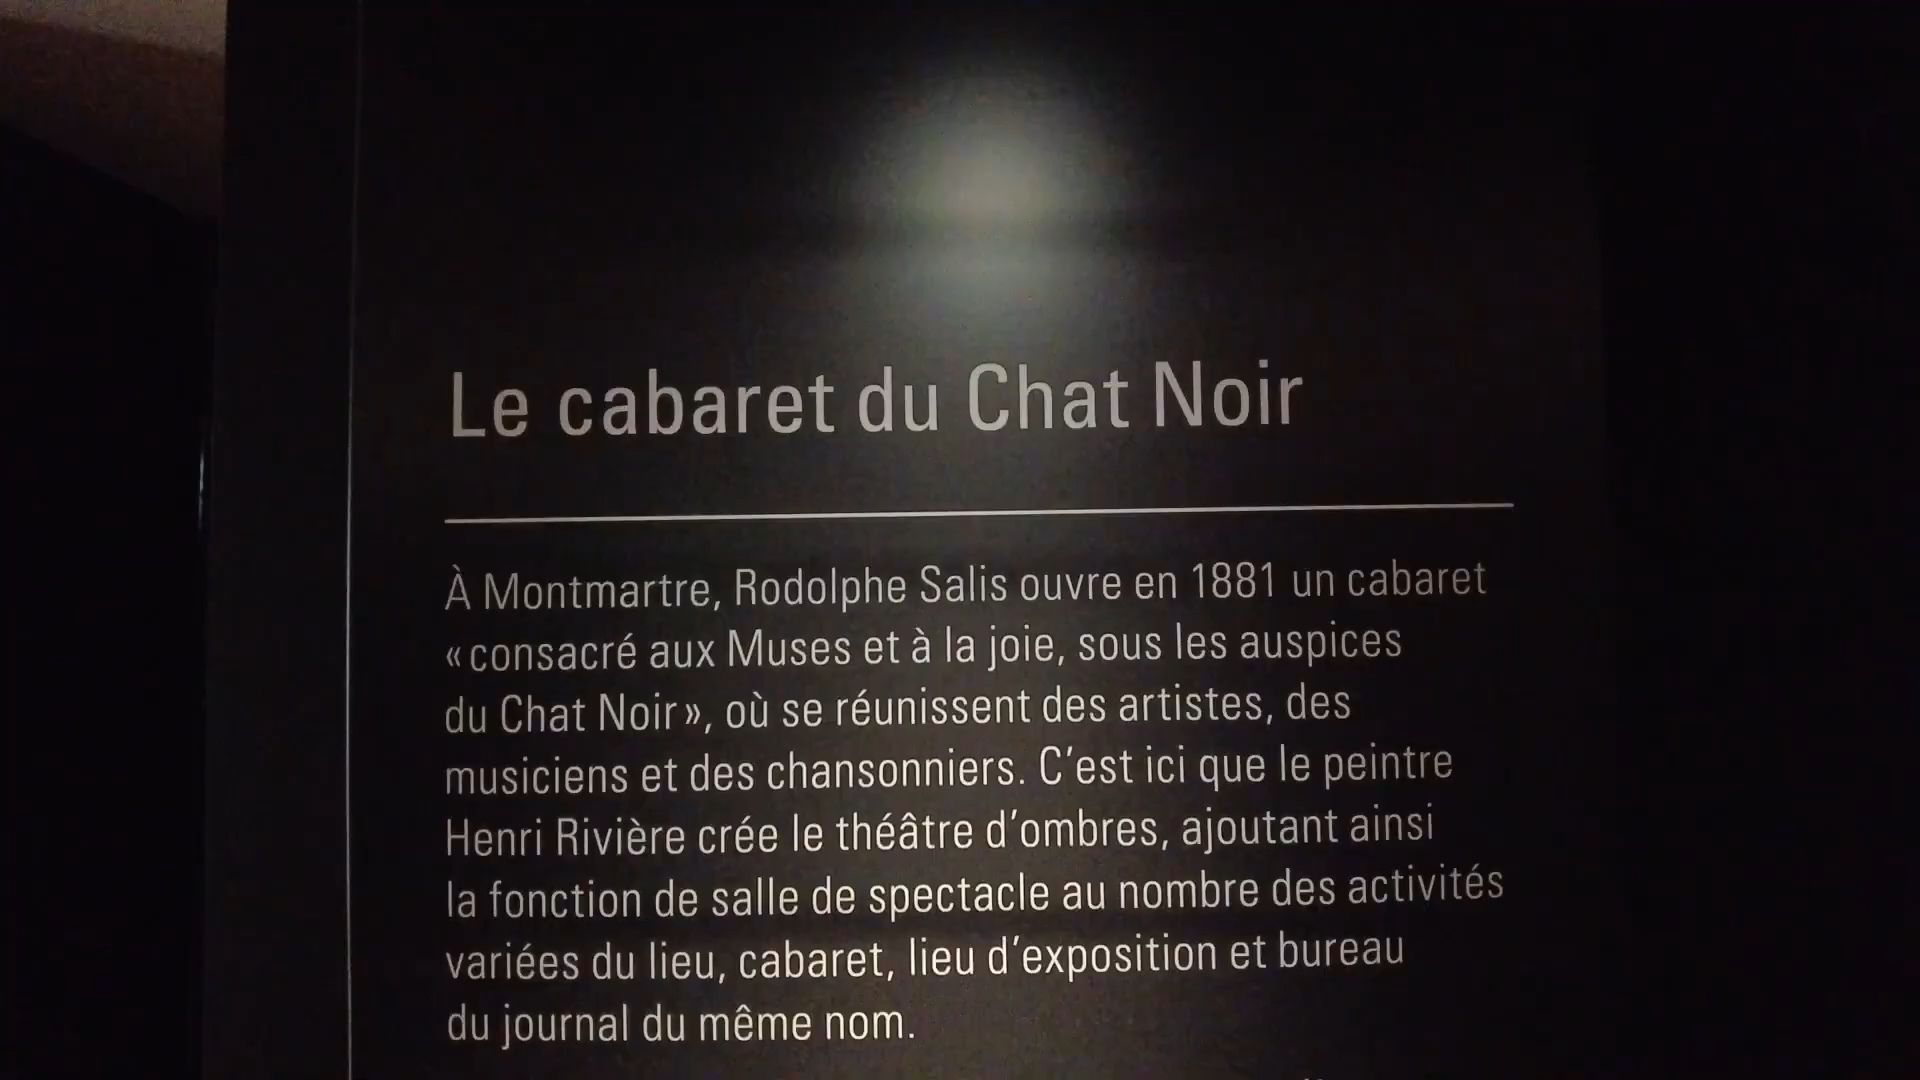 Le cabaret du Chat Noir
À Montmartre, Rodolphe Salis ouvre en 1881 un cabaret
« consacré aux Muses et à la joie, sous les auspices
du Chat Noir », où se réunissent des artistes, des
musiciens et des chansonniers. C’est ici que le peintre
Henri Rivière crée le théâtre d’ombres, ajoutant ainsi
la fonction de salle de spectacle au nombre des activités
variées du lieu, cabaret, lieu d’exposition et bureau
du journal du même nom.